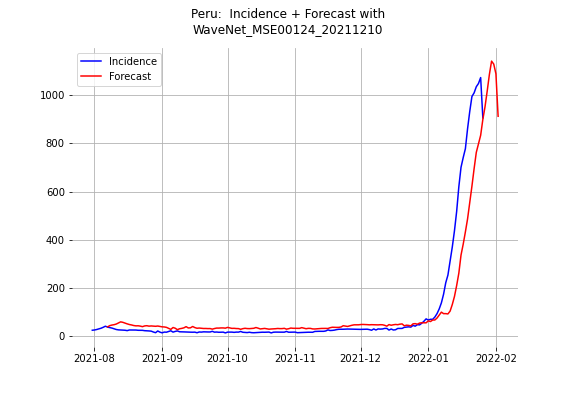 Peru:  Incidence + Forecast with
WaveNet_MSE00124_20211210
Incidence
Forecast
1000
800
600
400
200
0
2021-08 2021-09 2021-10 2021-11 2021-12 2022-01 2022-02